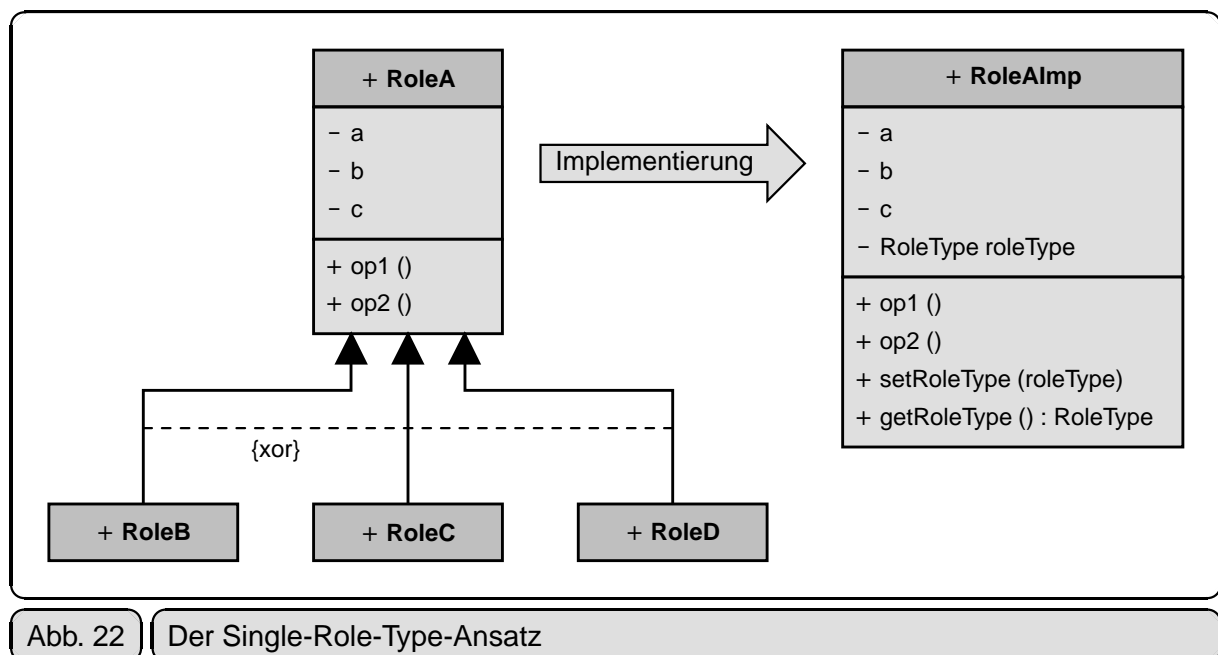 + RoleA
- a
- b
- c
+ op1 ()
+ op2 ()
Implementierung
+ RoleAImp
- a
- b
- c
- RoleType roleType
+ op1 ()
+ op2 ()
+ setRoleType (roleType)
+ getRoleType () : RoleType
{xor}
+ RoleB
+ RoleC
+ RoleD
Abb. 22 Der Single-Role-Type-Ansatz